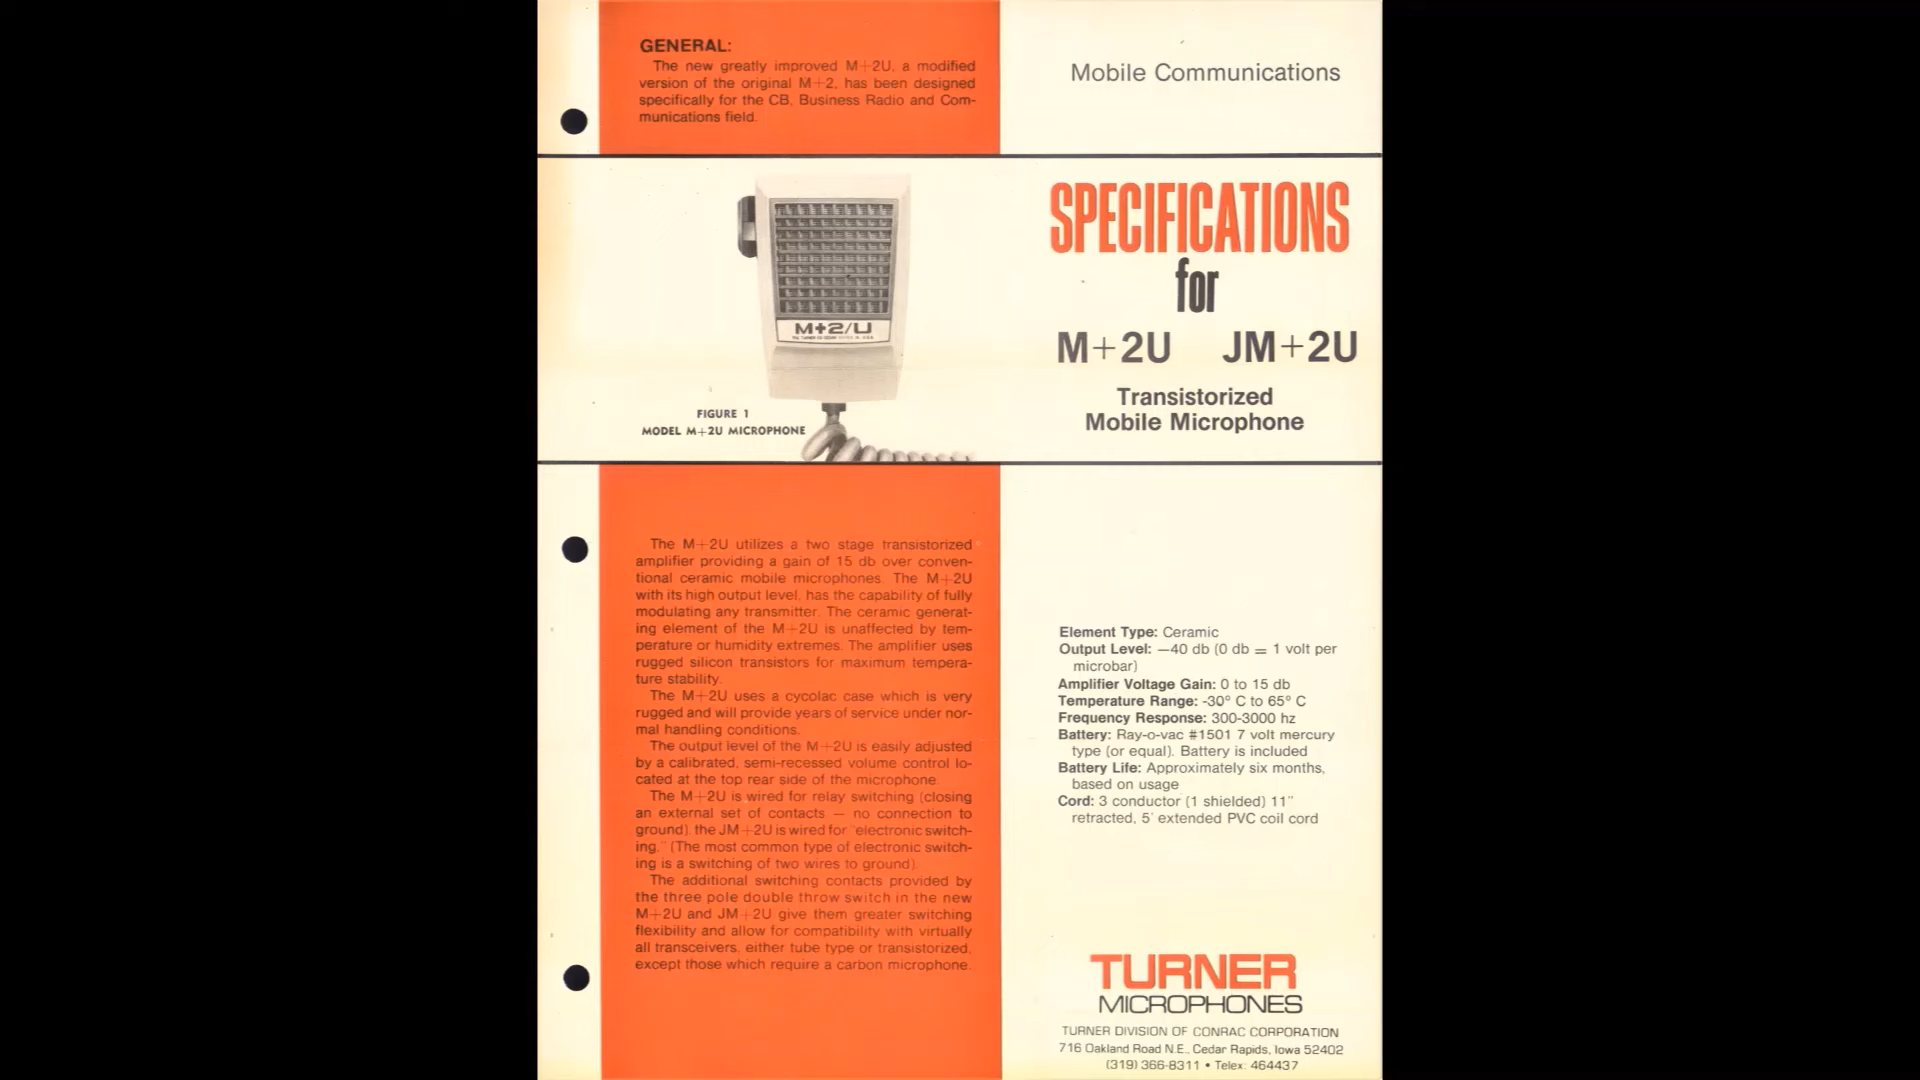 GENERAL:
The new greatly improved M+2U, a modified
version of the original M+2, has been designed
specifically for the CB, Business Radio and Com-
munications field.
Mobile Communications
M+2/U
FIGURE 1
MODEL M+2U MICROPHONE
SPECIFICATIONS
for
M+2U JM+2U
Transistorized
Mobile Microphone
The M+2U utilizes a two stage transistorized
amplifier providing a gain of 15 db over conven-
tional ceramic mobile microphones. The M+2U
with its high output level, has the capability of fully
modulating any transmitter. The ceramic generat-
ing element of the M+2U is unaffected by tem-
perature or humidity extremes. The amplifier uses
rugged silicon transistors for maximum tempera-
ture stability.
The M+2U uses a cycolac case which is very
rugged and will provide years of service under nor-
mal handling conditions.
The output level of the M+2U is easily adjusted
by a calibrated, semi-recessed volume control lo-
cated at the top rear side of the microphone.
The M+2U is wired for relay switching (closing
an external set of contacts — no connection to
ground), the JM+2U is wired for "electronic switch-
ing." (The most common type of electronic switch-
ing is a switching of two wires to ground).
The additional switching contacts provided by
the three pole double throw switch in the new
M+2U and JM+2U give them greater switching
flexibility and allow for compatibility with virtually
all transceivers, either tube type or transistorized,
except those which require a carbon microphone.
Element Type: Ceramic
Output Level: —40 db (0 db = 1 volt per
microbar)
Amplifier Voltage Gain: 0 to 15 db
Temperature Range: -30° C to 65° C
Frequency Response: 300-3000 hz
Battery: Ray-o-vac #1501 7 volt mercury
type (or equal). Battery is included
Battery Life: Approximately six months,
based on usage
Cord: 3 conductor (1 shielded) 11"
retracted, 5' extended PVC coil cord
TURNER
MICROPHONES
TURNER DIVISION OF CONRAC CORPORATION
716 Oakland Road N.E., Cedar Rapids, Iowa 52402
(319) 366-8311 • Telex: 464437